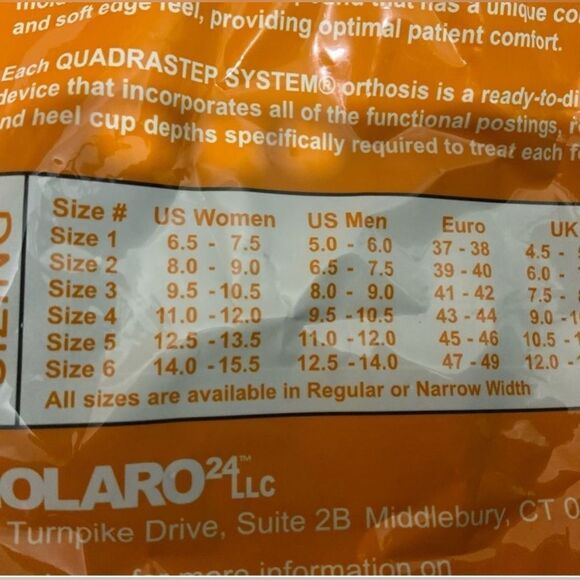 and soft edge feel, providing optimal patient comfort.
has a unique
Each QUADRASTEP SYSTEM® orthosis is a
device that incorporates all of the functional postings,
heel cup depths specifically required to treat each
Size # US Women US Men Euro UK
Size 1 6.5 - 7.5 5.0 - 6.0 37 - 38 4.5 -
Size 2 8.0 - 9.0 6.5 - 7.5 39 - 40 6.0 -
Size 3 9.5 - 10.5 8.0 - 9.0 41 - 42 7.5 -
Size 4 11.0 - 12.0 9.5 - 10.5 43 - 44 9.0 -
Size 5 12.5 - 13.5 11.0 - 12.0 45 - 46 10.5 -
Size 6 14.0 - 15.5 12.5 - 14.0 47 - 49 12.0 -
All sizes are available in Regular or Narrow Width
OLARO24™ LLC
Turnpike Drive, Suite 2B Middlebury, CT
more information on